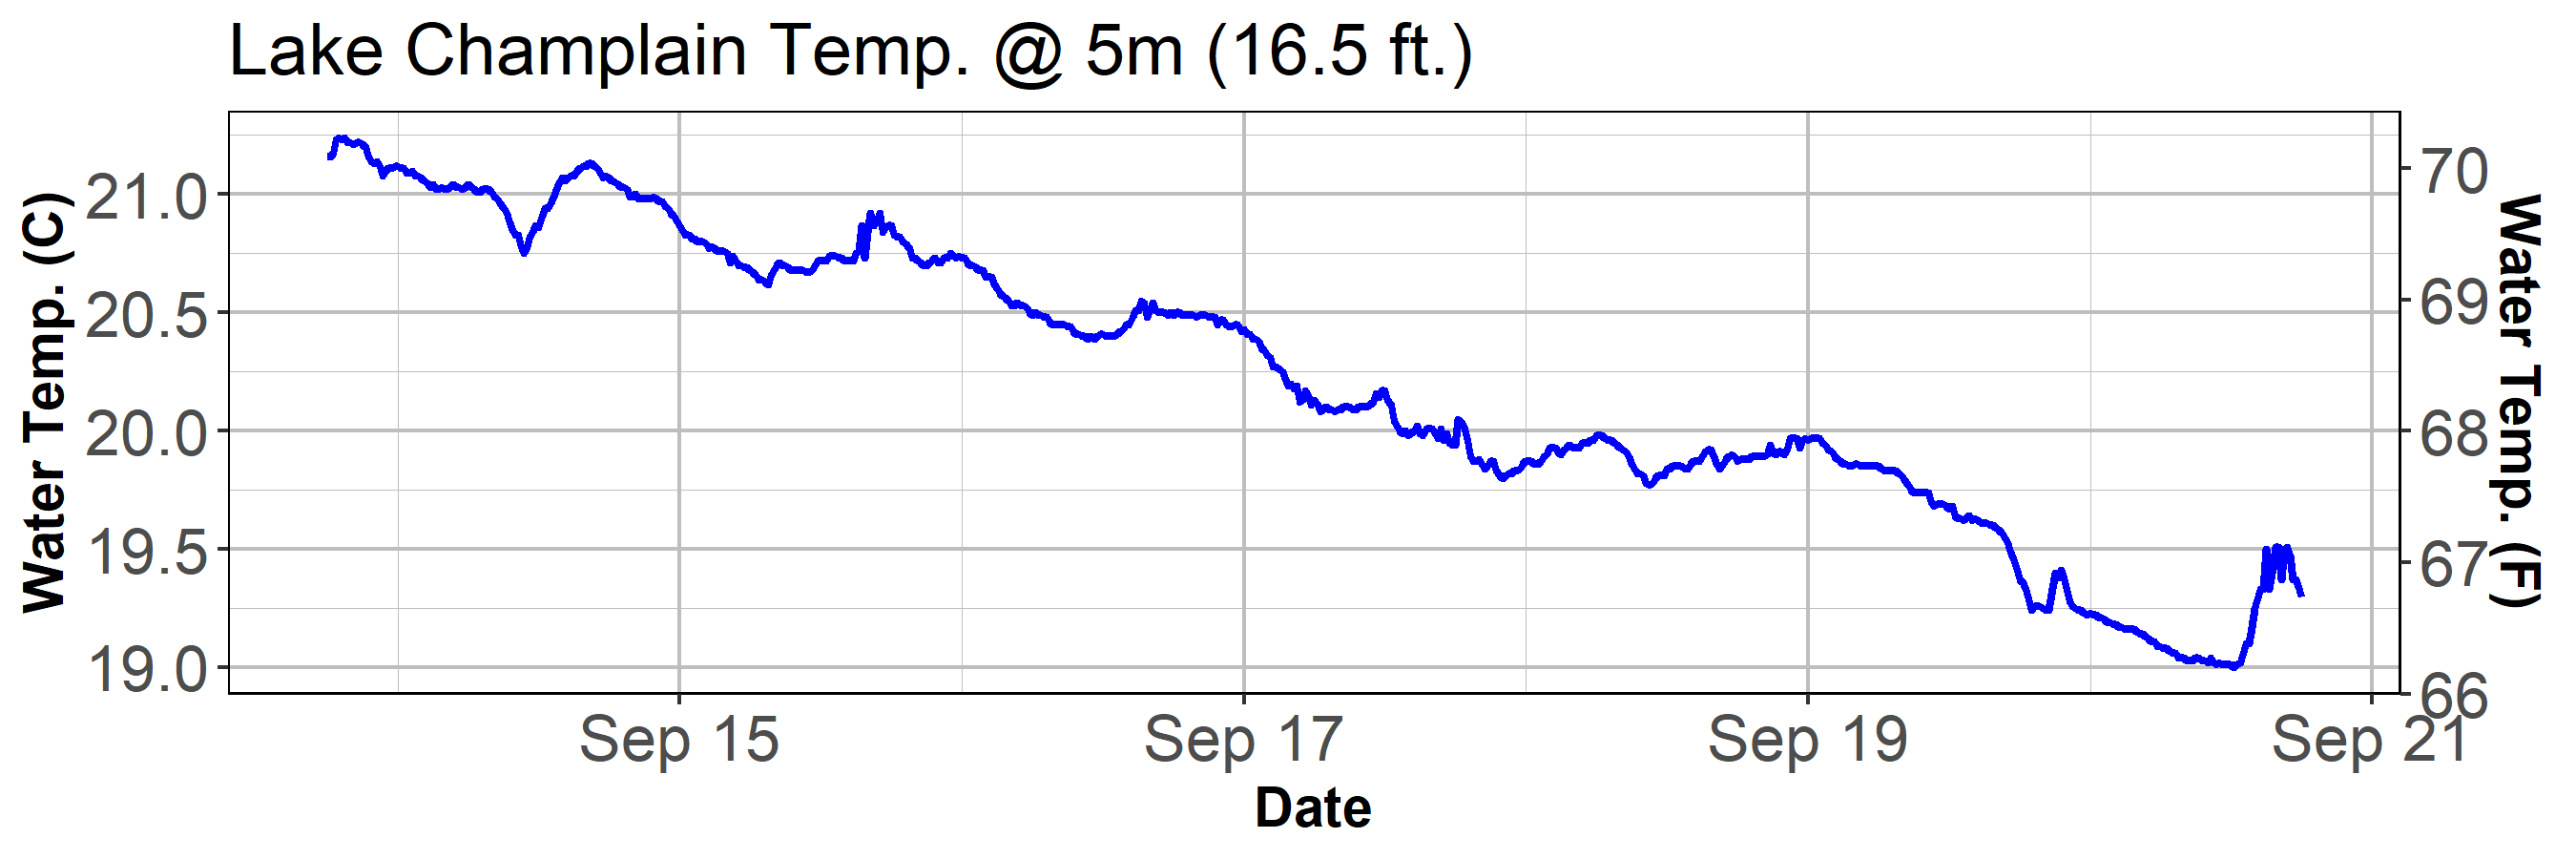 Lake Champlain Temp. @ 5m (16.5 ft.)
Water Temp. (C)
21.0
20.5
20.0
19.5
19.0
70
69
68
67
66
Water Temp. (F)
Sep 15
Sep 17
Sep 19
Sep 21
Date